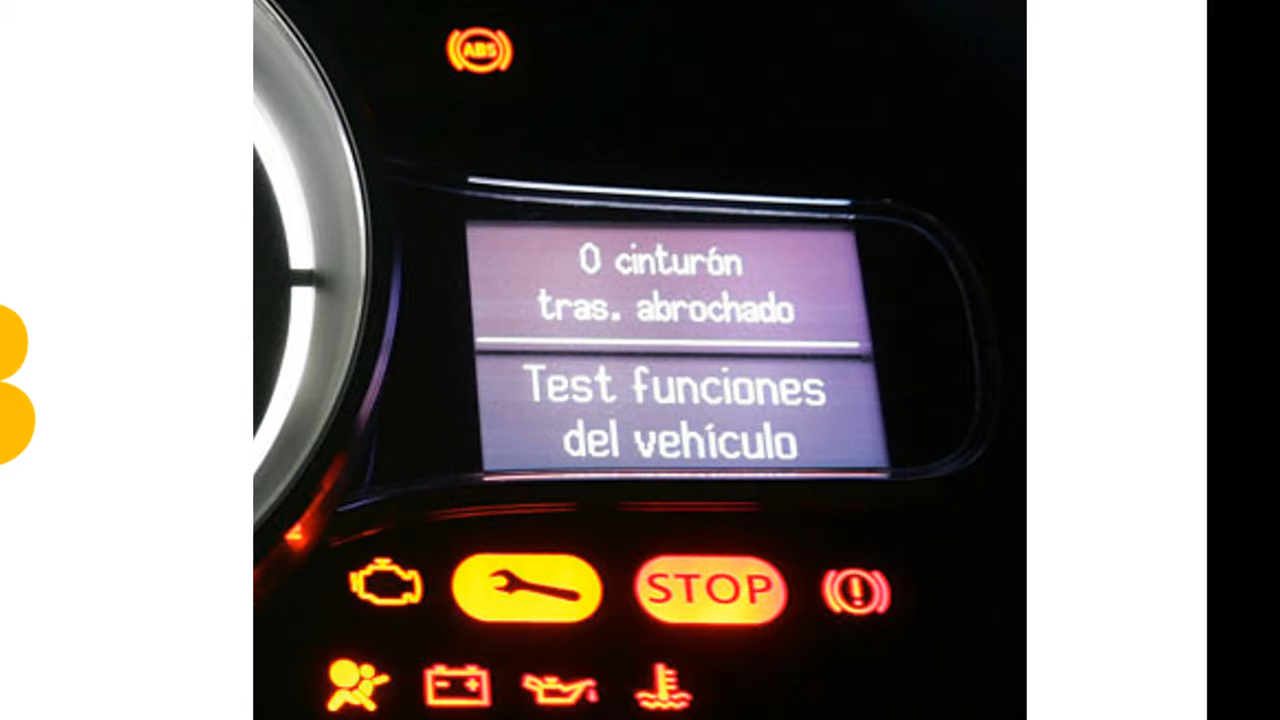 ABS
0 cinturón
tras. abrochado
Test funciones
del vehículo
STOP